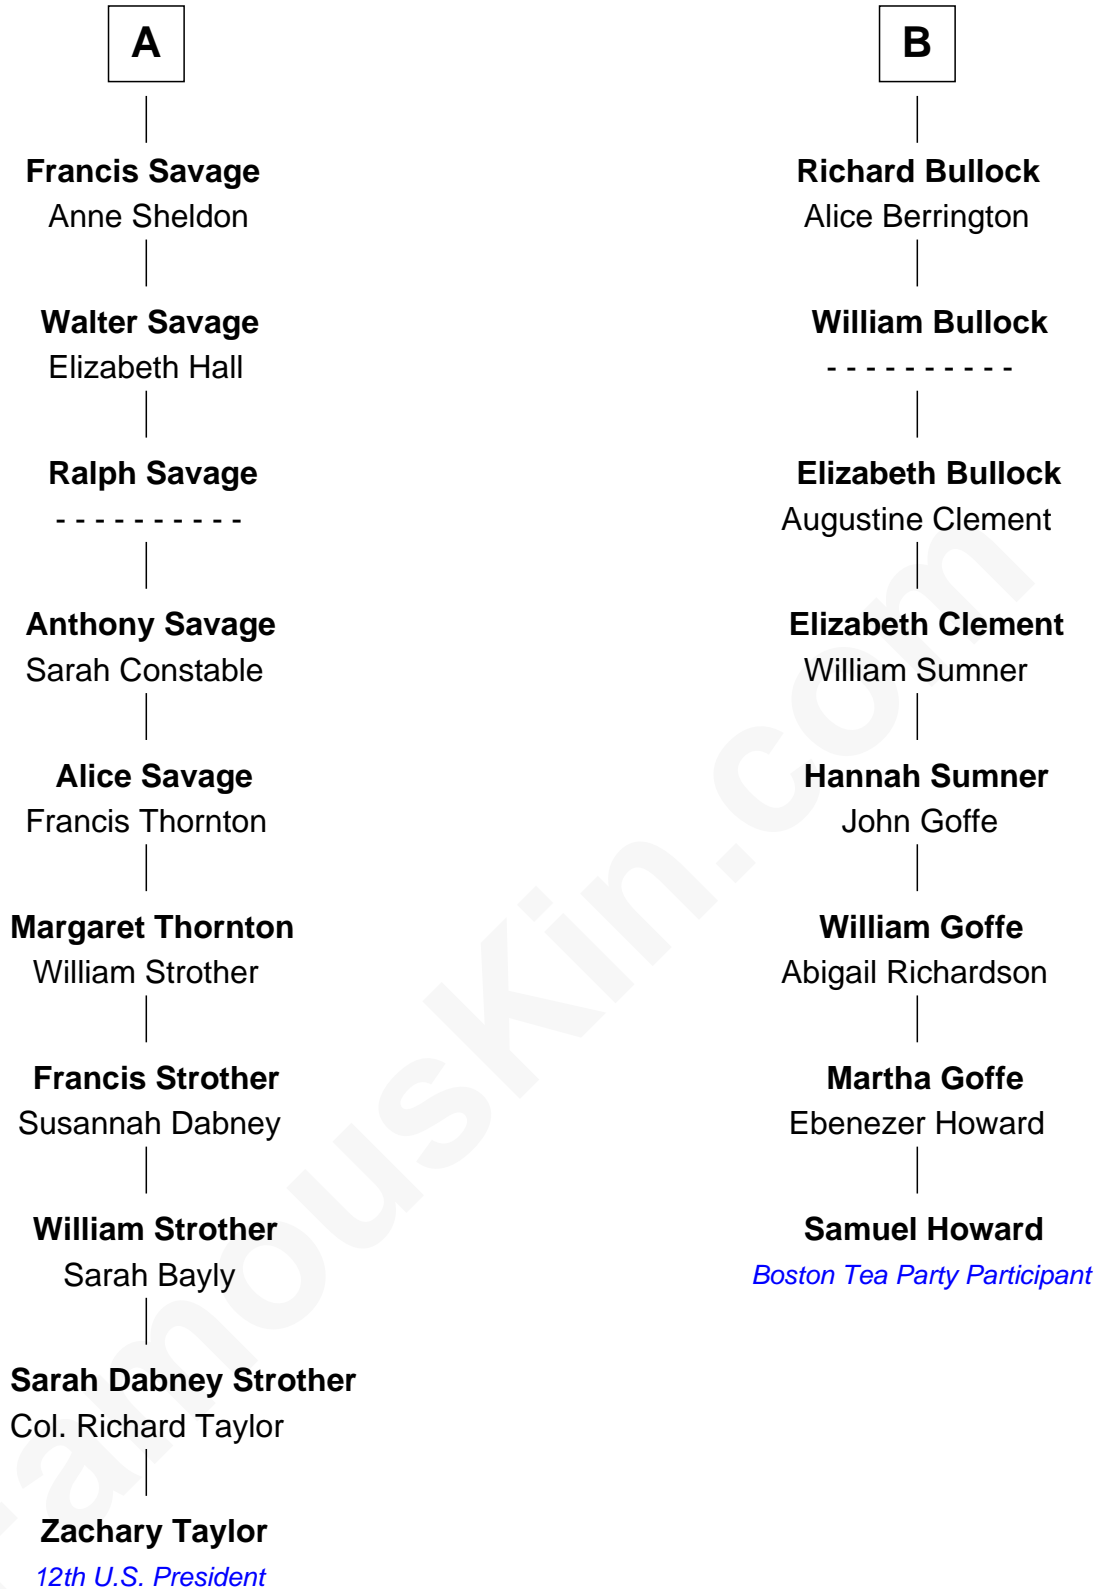 A
Francis Savage
Anne Sheldon
Walter Savage
Elizabeth Hall
Ralph Savage
- - - - - - - - - -
Anthony Savage
Sarah Constable
Alice Savage
Francis Thornton
Margaret Thornton
William Strother
Francis Strother
Susannah Dabney
William Strother
Sarah Bayly
Sarah Dabney Strother
Col. Richard Taylor
Zachary Taylor
12th U.S. President
B
Richard Bullock
Alice Berrington
William Bullock
- - - - - - - - - -
Elizabeth Bullock
Augustine Clement
Elizabeth Clement
William Sumner
Hannah Sumner
John Goffe
William Goffe
Abigail Richardson
Martha Goffe
Ebenezer Howard
Samuel Howard
Boston Tea Party Participant
FamousKin.com